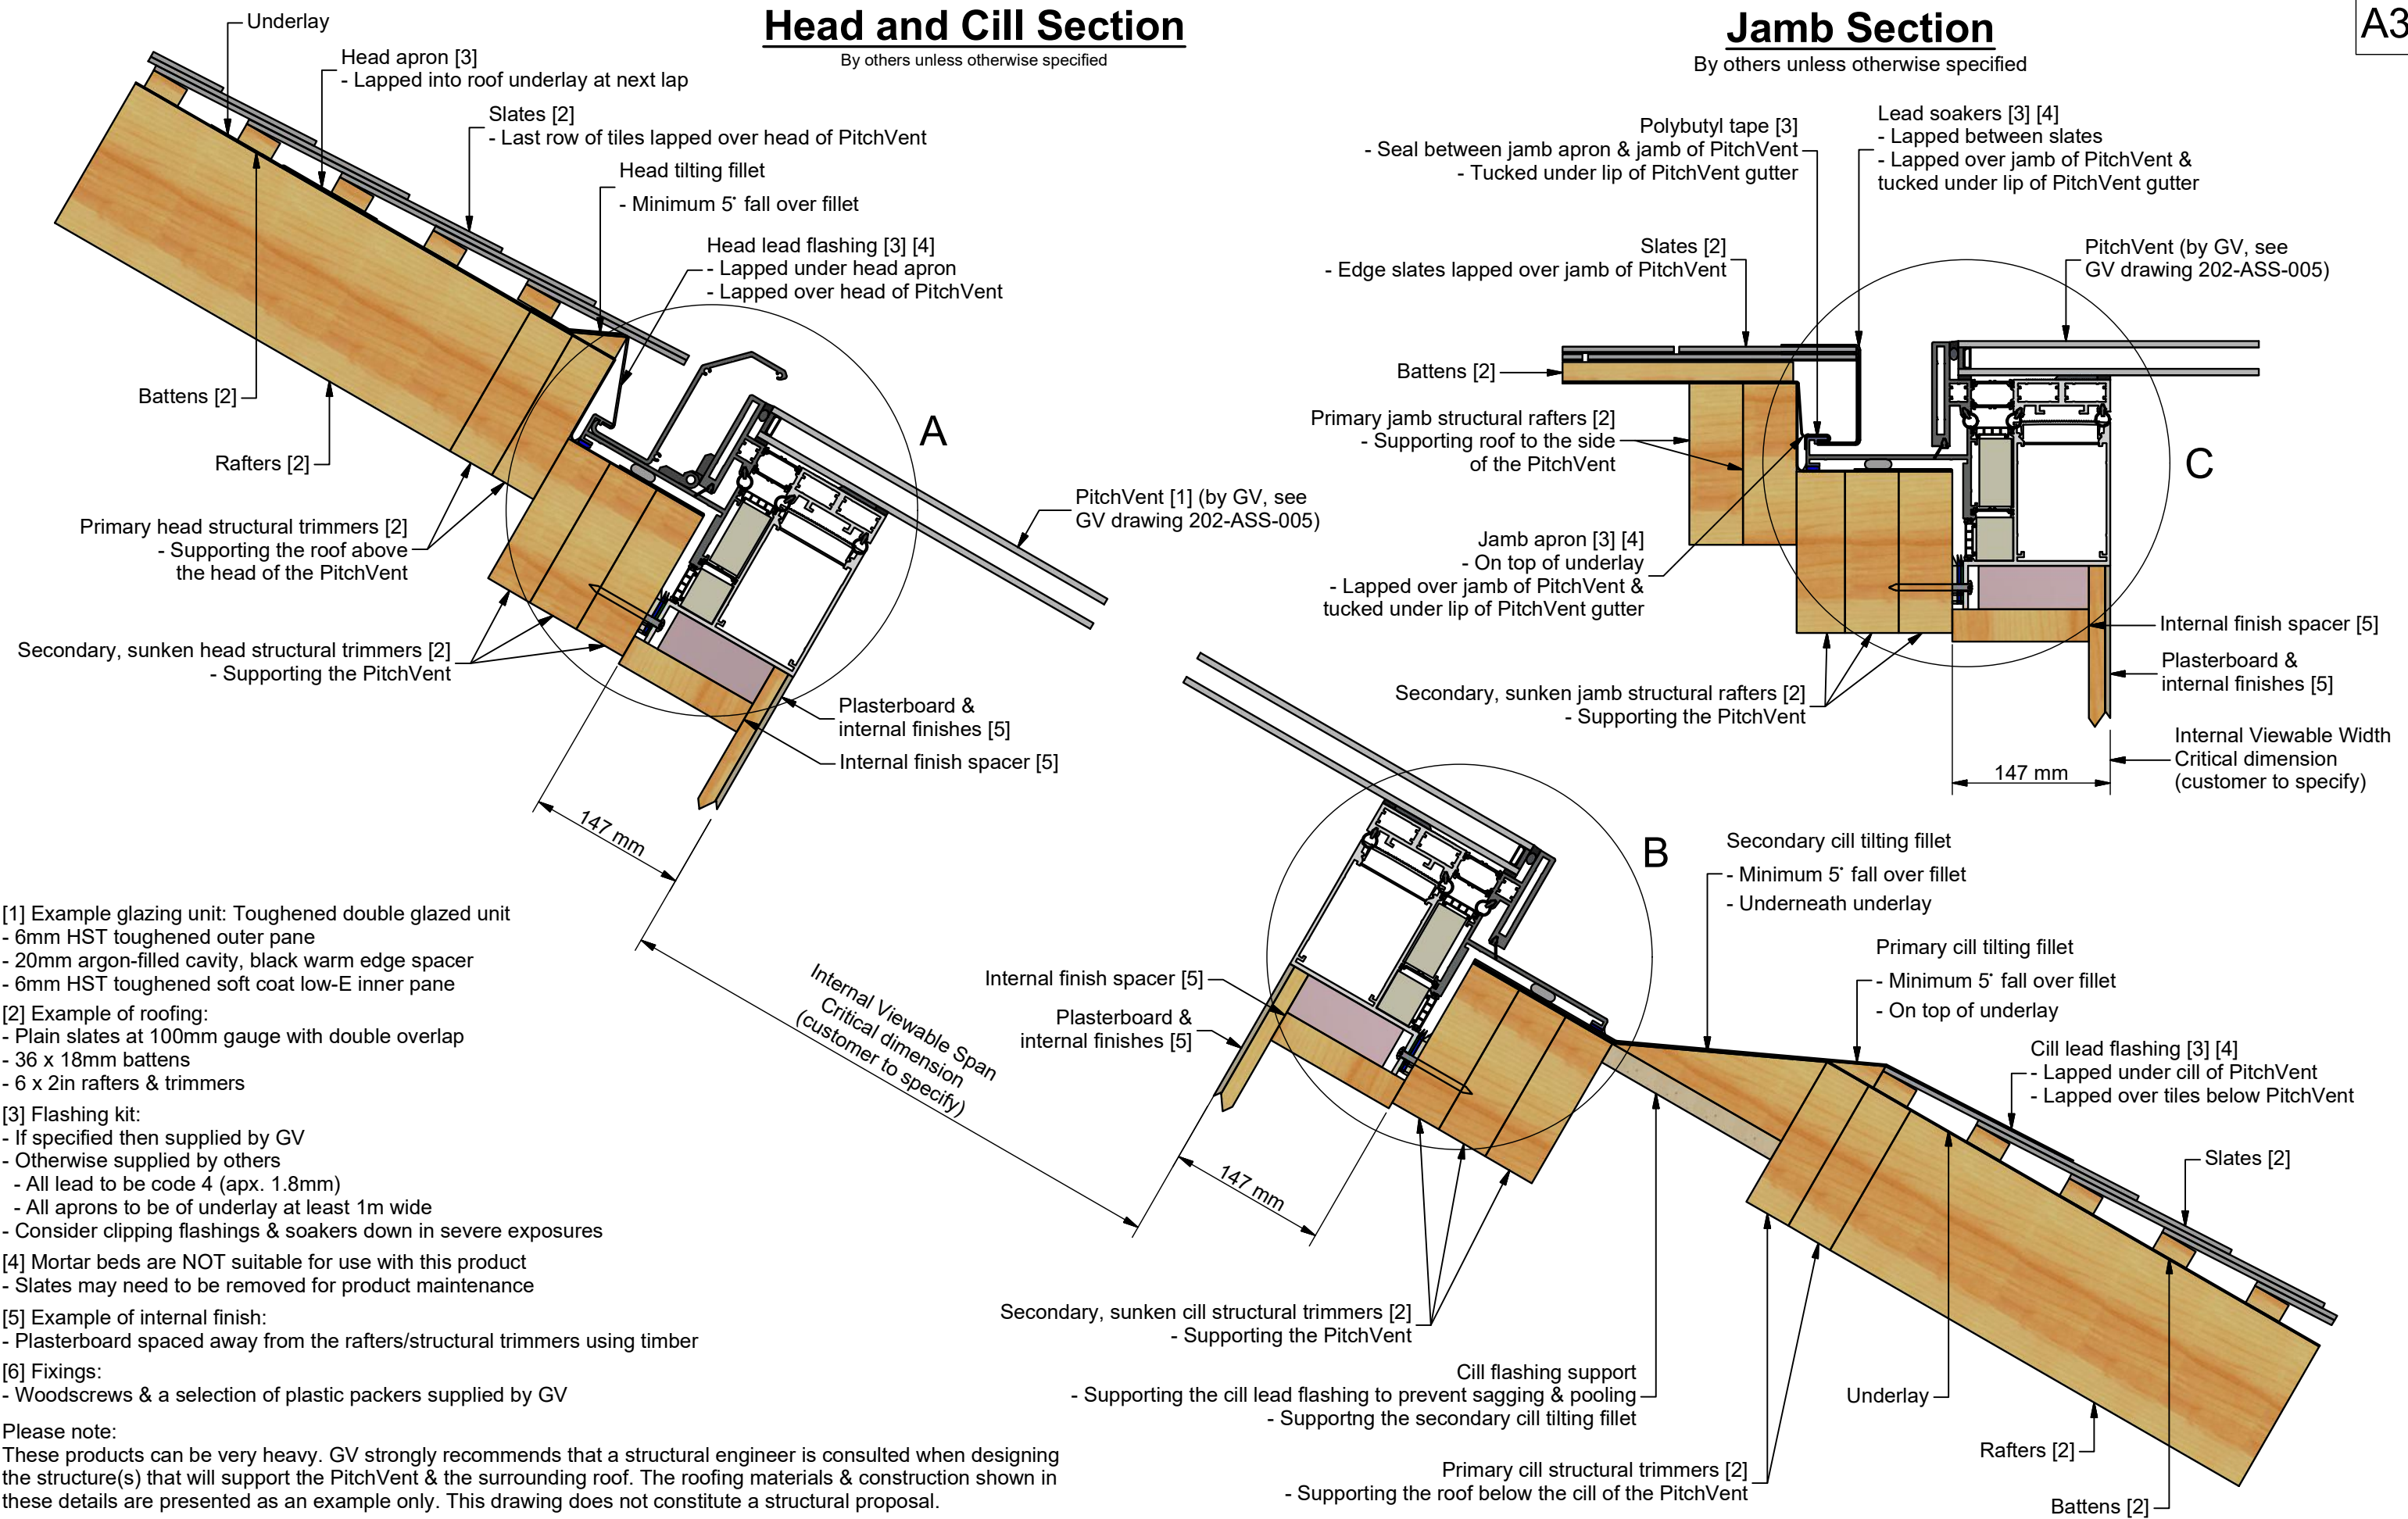 Head and Cill Section
By others unless otherwise specified
Underlay
Head apron [3]
- Lapped into roof underlay at next lap
Slates [2]
- Last row of tiles lapped over head of PitchVent
Head tilting fillet
- Minimum 5° fall over fillet
Head lead flashing [3] [4]
- Lapped under head apron
- Lapped over head of PitchVent
Battens [2]
Rafters [2]
A
Primary head structural trimmers [2]
- Supporting the roof above
the head of the PitchVent
PitchVent [1] (by GV, see
GV drawing 202-ASS-005)
Secondary, sunken head structural trimmers [2]
- Supporting the PitchVent
Plasterboard &
internal finishes [5]
Internal finish spacer [5]
147 mm
Internal Viewable Span
Critical dimension
(customer to specify)
Jamb Section
By others unless otherwise specified
A3
Polybutyl tape [3]
- Seal between jamb apron & jamb of PitchVent
- Tucked under lip of PitchVent gutter
Lead soakers [3] [4]
- Lapped between slates
- Lapped over jamb of PitchVent &
tucked under lip of PitchVent gutter
Slates [2]
- Edge slates lapped over jamb of PitchVent
PitchVent (by GV, see
GV drawing 202-ASS-005)
Battens [2]
Primary jamb structural rafters [2]
- Supporting roof to the side
of the PitchVent
C
Jamb apron [3] [4]
- On top of underlay
- Lapped over jamb of PitchVent &
tucked under lip of PitchVent gutter
Internal finish spacer [5]
Plasterboard &
internal finishes [5]
Secondary, sunken jamb structural rafters [2]
- Supporting the PitchVent
Internal Viewable Width
Critical dimension
(customer to specify)
147 mm
B
Secondary cill tilting fillet
- Minimum 5° fall over fillet
- Underneath underlay
Primary cill tilting fillet
- Minimum 5° fall over fillet
- On top of underlay
Internal finish spacer [5]
Plasterboard &
internal finishes [5]
Cill lead flashing [3] [4]
- Lapped under cill of PitchVent
- Lapped over tiles below PitchVent
Slates [2]
147 mm
Secondary, sunken cill structural trimmers [2]
- Supporting the PitchVent
Cill flashing support
- Supporting the cill lead flashing to prevent sagging & pooling
- Supportng the secondary cill tilting fillet
Underlay
Rafters [2]
Primary cill structural trimmers [2]
- Supporting the roof below the cill of the PitchVent
Battens [2]
[1] Example glazing unit: Toughened double glazed unit
- 6mm HST toughened outer pane
- 20mm argon-filled cavity, black warm edge spacer
- 6mm HST toughened soft coat low-E inner pane
[2] Example of roofing:
- Plain slates at 100mm gauge with double overlap
- 36 x 18mm battens
- 6 x 2in rafters & trimmers
[3] Flashing kit:
- If specified then supplied by GV
- Otherwise supplied by others
- All lead to be code 4 (apx. 1.8mm)
- All aprons to be of underlay at least 1m wide
- Consider clipping flashings & soakers down in severe exposures
[4] Mortar beds are NOT suitable for use with this product
- Slates may need to be removed for product maintenance
[5] Example of internal finish:
- Plasterboard spaced away from the rafters/structural trimmers using timber
[6] Fixings:
- Woodscrews & a selection of plastic packers supplied by GV
Please note:
These products can be very heavy. GV strongly recommends that a structural engineer is consulted when designing
the structure(s) that will support the PitchVent & the surrounding roof. The roofing materials & construction shown in
these details are presented as an example only. This drawing does not constitute a structural proposal.